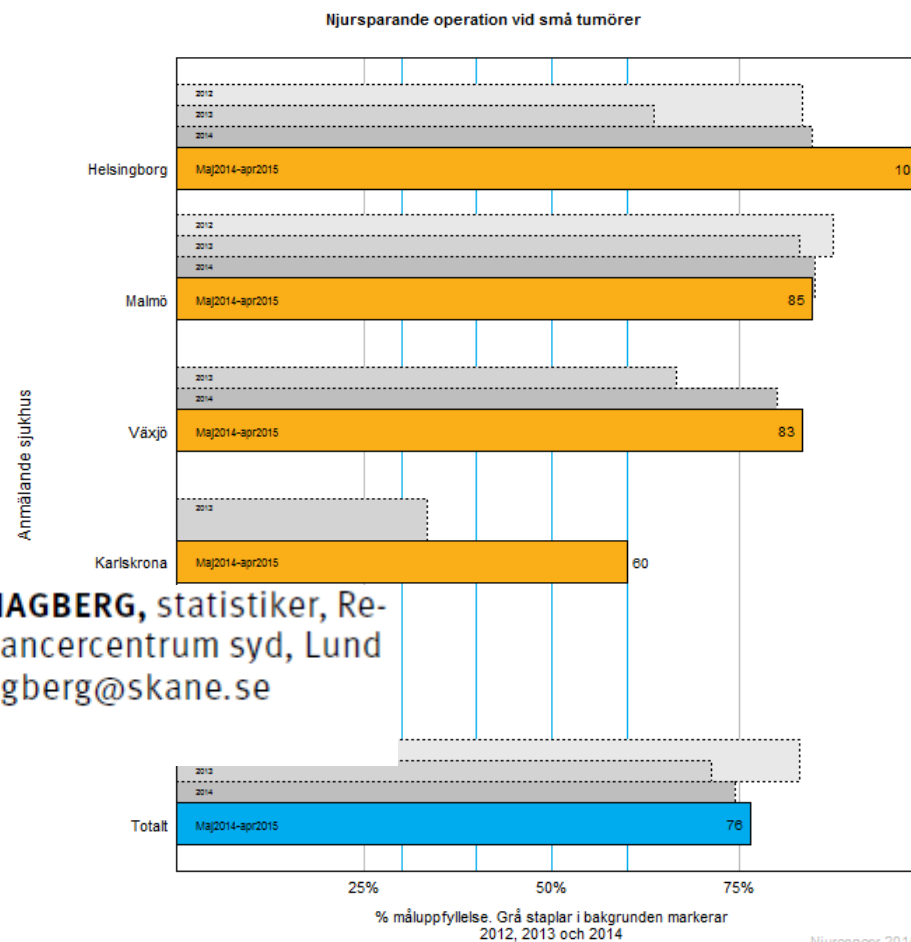 Njursparande operation vid små tumörer
2012
2013
2014
Helsingborg
Maj2014-apr2015
10
2012
2013
2014
Malmö
Maj2014-apr2015
85
2013
2014
Växjö
Maj2014-apr2015
83
2013
Karlskrona
Maj2014-apr2015
60
Anmälande sjukhus
HAGBERG, statistiker, Re-
ancercentrum syd, Lund
gberg@skane.se
2013
2014
Totalt
Maj2014-apr2015
76
25%
50%
75%
% måluppfyllelse. Grå staplar i bakgrunden markerar
2012, 2013 och 2014